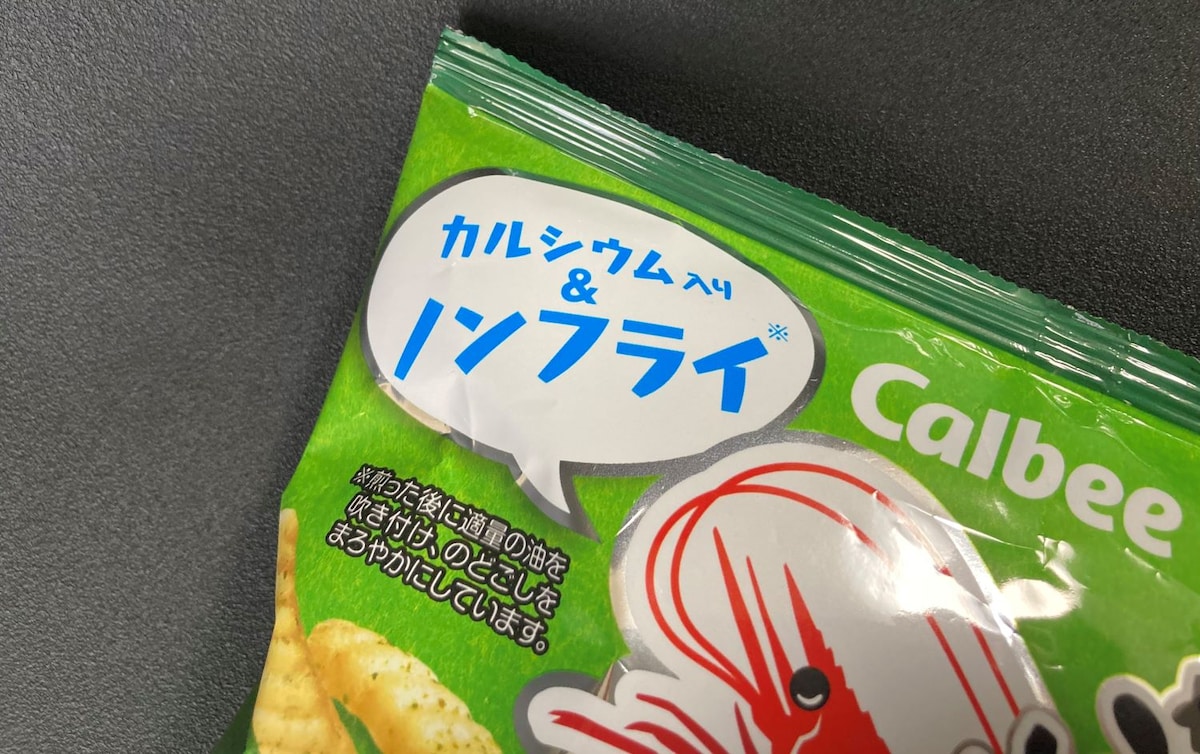 カルシウム入り
&
ノンフライ※
Calbee
※煎った後に適量の油を
吹き付け、のどごしを
まろやかにしています。